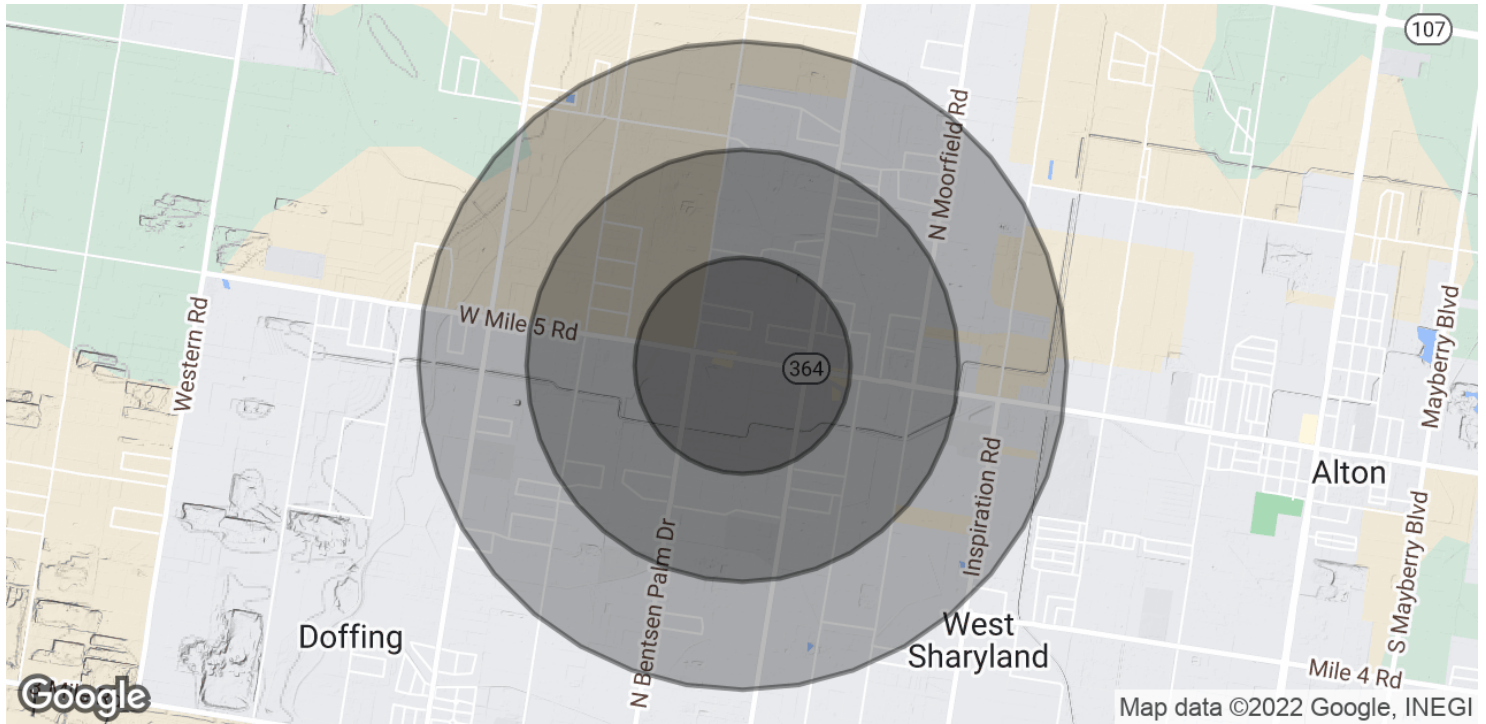 107
N Moorfield Rd
W Mile 5 Rd
Western Rd
364
Mayberry Blvd
Alton
Inspiration Rd
N Bentsen Palm Dr
S Mayberry Blvd
Doffing
West
Sharyland
Mile 4 Rd
Google
Map data ©2022 Google, INEGI